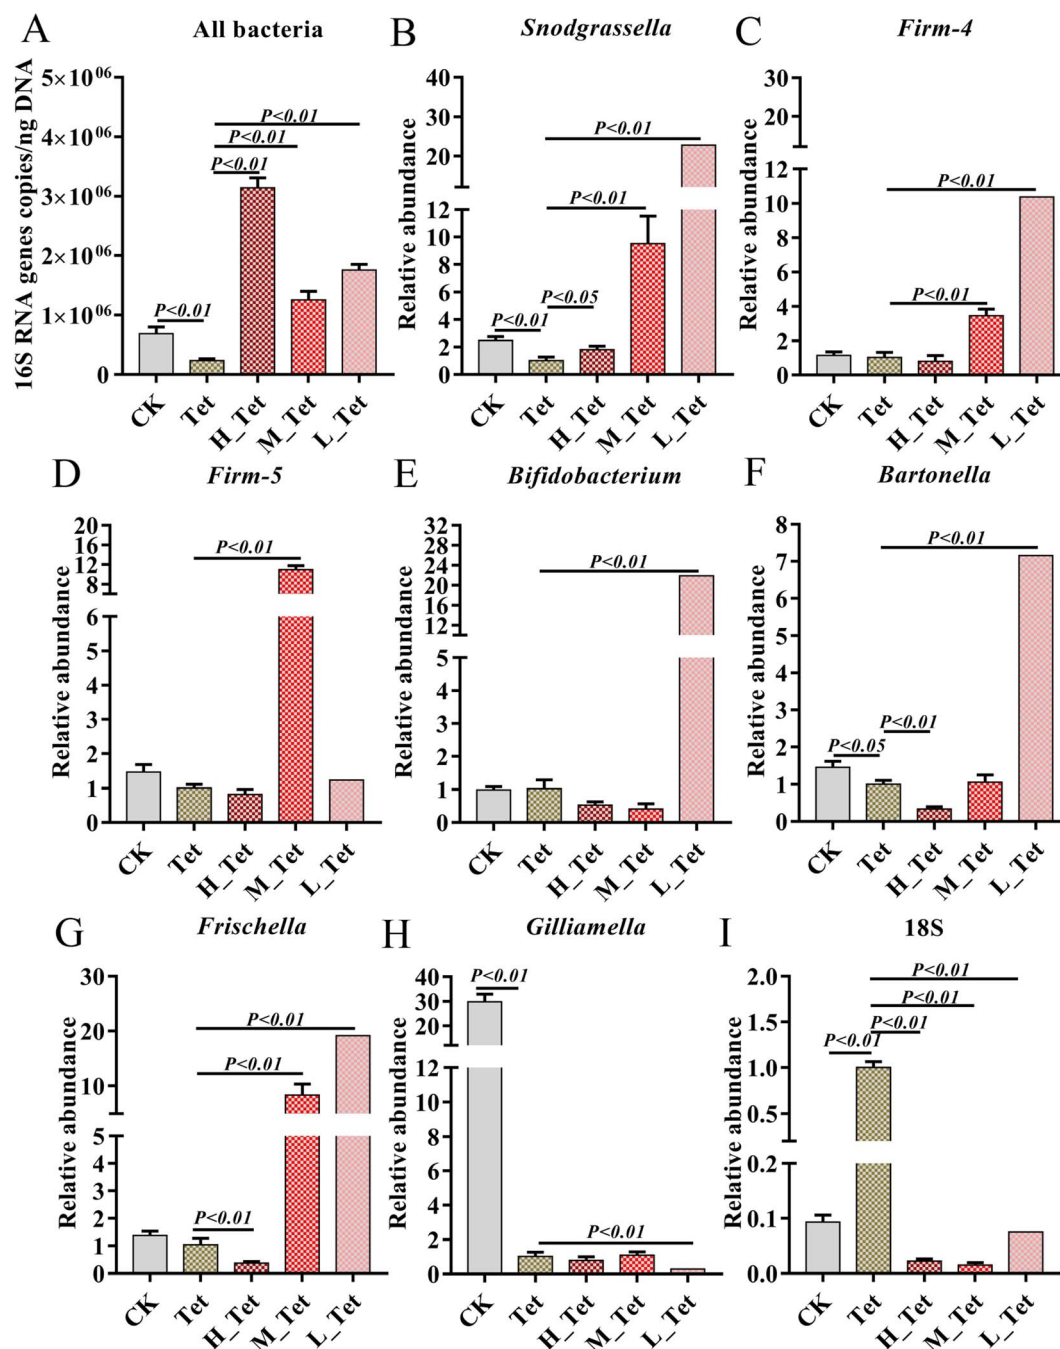 A All bacteria
16S RNA genes copies/ng DNA
5×10⁰⁶
4×10⁰⁶
3×10⁰⁶
2×10⁰⁶
1×10⁰⁶
0
P<0.01
P<0.01
P<0.01
P<0.01
CK Tet H_Tet M_Tet L_Tet
B Snodgrassella
Relative abundance
40
30
20
12
10
8
6
4
2
0
P<0.01
P<0.01
P<0.05
P<0.01
CK Tet H_Tet M_Tet L_Tet
C Firm-4
Relative abundance
30
20
12
10
8
6
4
2
0
P<0.01
P<0.01
CK Tet H_Tet M_Tet L_Tet
D Firm-5
Relative abundance
20
16
12
8
6
5
4
3
2
1
0
P<0.01
CK Tet H_Tet M_Tet L_Tet
E Bifidobacterium
Relative abundance
32
28
24
20
16
12
5
4
3
2
1
0
P<0.01
CK Tet H_Tet M_Tet L_Tet
F Bartonella
Relative abundance
8
7
6
5
4
3
2
1
0
P<0.01
P<0.01
P<0.05
CK Tet H_Tet M_Tet L_Tet
G Frischella
Relative abundance
30
20
10
5
4
3
2
1
0
P<0.01
P<0.01
P<0.01
CK Tet H_Tet M_Tet L_Tet
H Gilliamella
Relative abundance
40
30
20
12
10
8
6
4
2
0
P<0.01
P<0.01
CK Tet H_Tet M_Tet L_Tet
I 18S
Relative abundance
2.0
1.5
1.0
0.5
0.2
0.1
0.0
P<0.01
P<0.01
P<0.01
P<0.01
CK Tet H_Tet M_Tet L_Tet